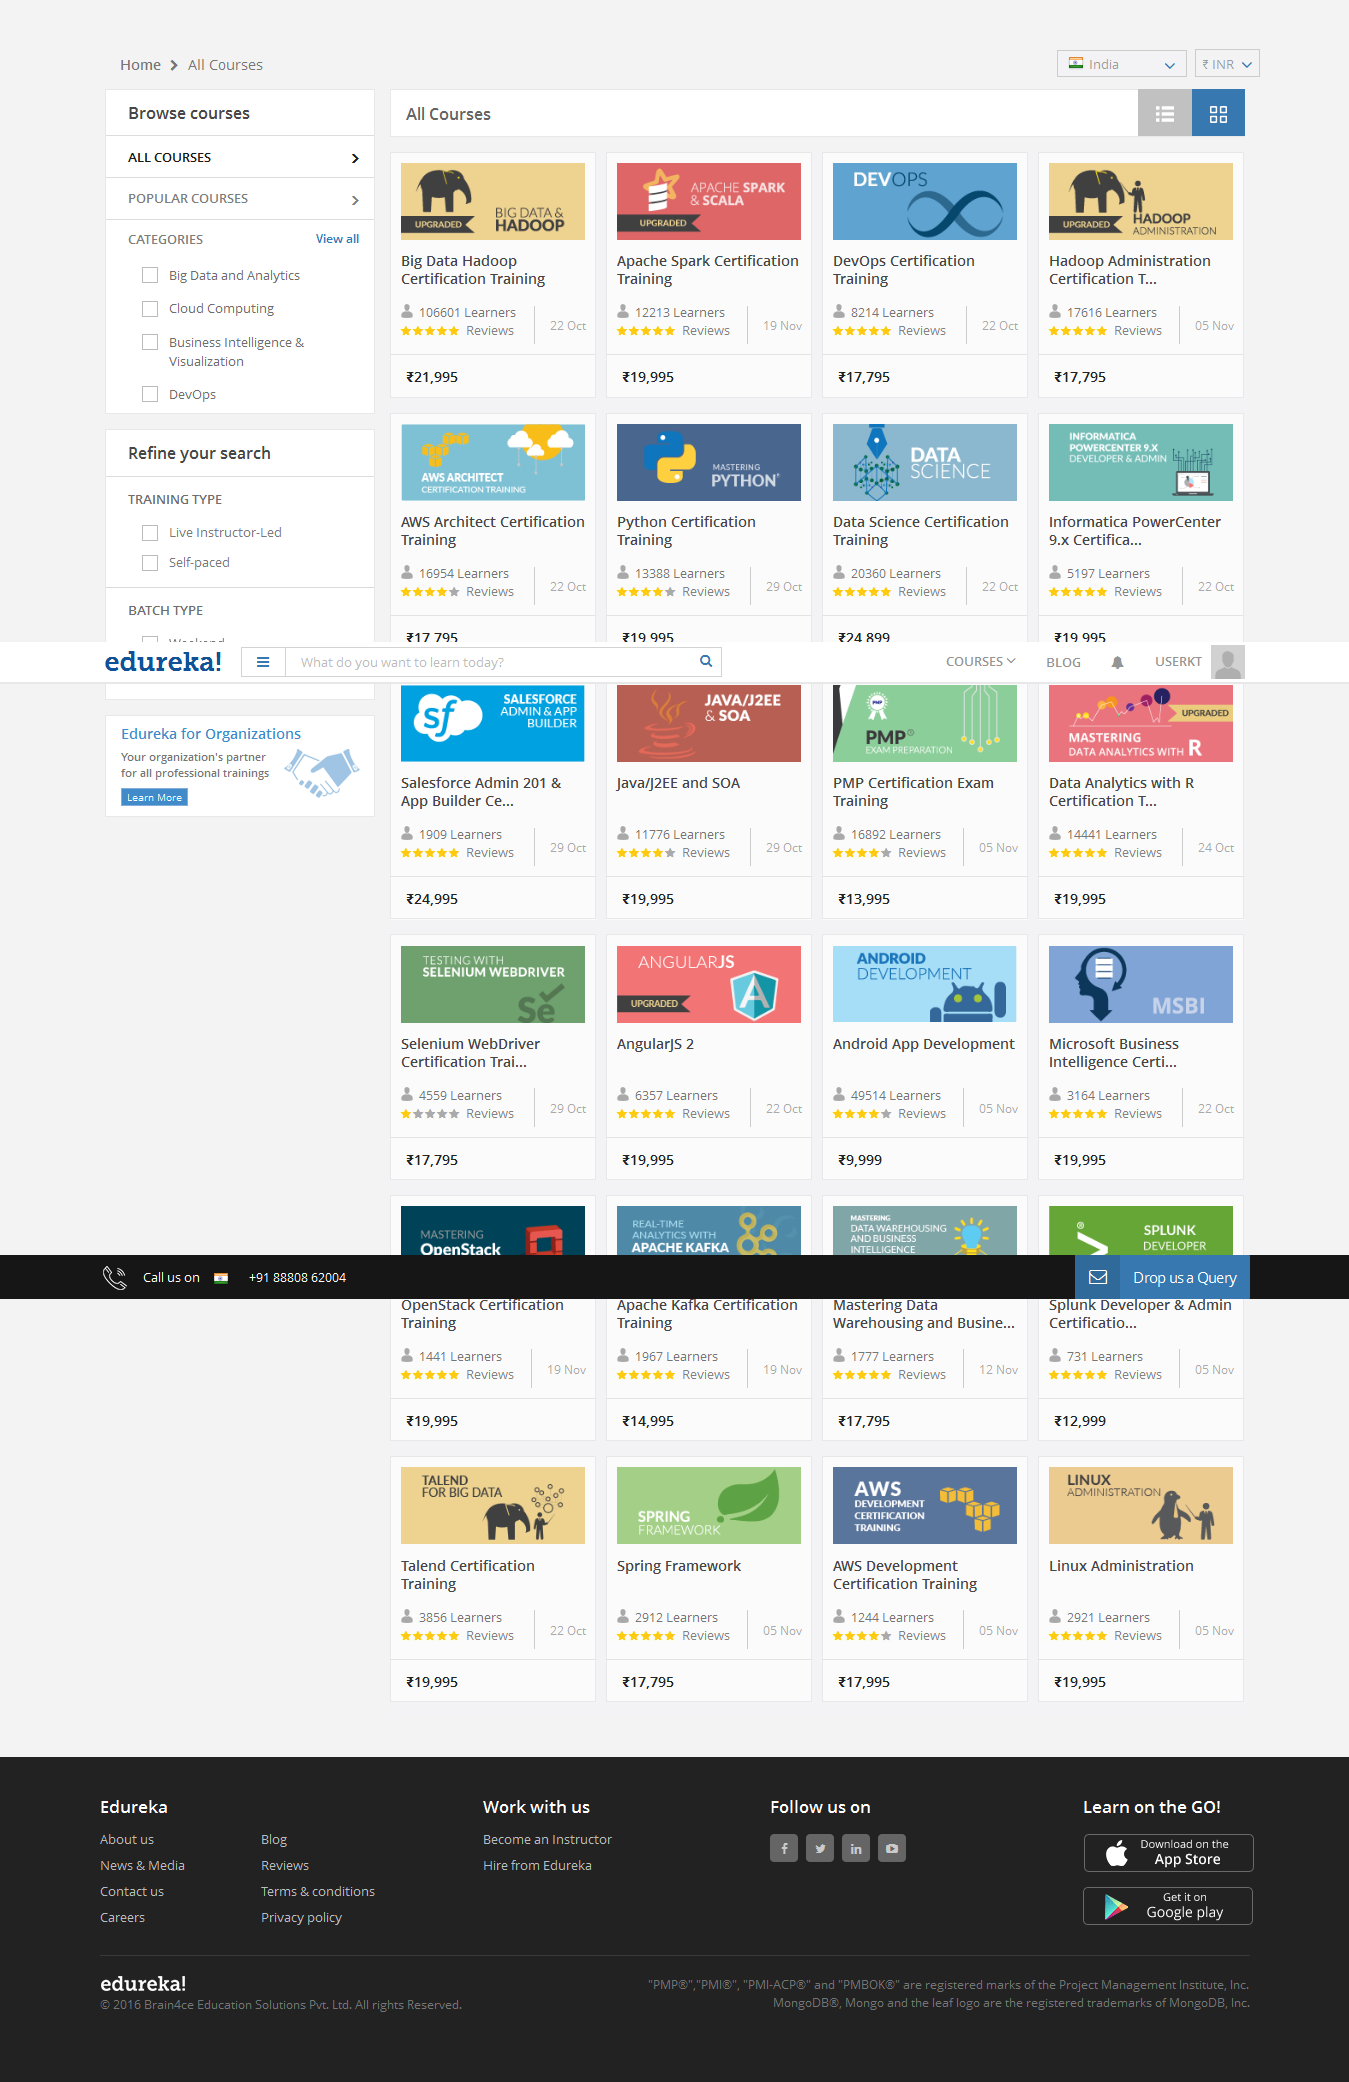 Home
All Courses
India
₹ INR
Browse courses
ALL COURSES
POPULAR COURSES
CATEGORIES
View all
Big Data and Analytics
Cloud Computing
Business Intelligence &
Visualization
DevOps
Refine your search
TRAINING TYPE
Live Instructor-Led
Self-paced
BATCH TYPE
Weekend
All Courses
BIG DATA &
HADOOP
UPGRADED
Big Data Hadoop
Certification Training
106601 Learners
Reviews
22 Oct
₹21,995
APACHE SPARK
& SCALA
UPGRADED
Apache Spark Certification
Training
12213 Learners
Reviews
19 Nov
₹19,995
DEVOPS
DevOps Certification
Training
8214 Learners
Reviews
22 Oct
₹17,795
UPGRADED
HADOOP
ADMINISTRATION
Hadoop Administration
Certification T...
17616 Learners
Reviews
05 Nov
₹17,795
AWS ARCHITECT
CERTIFICATION TRAINING
AWS Architect Certification
Training
16954 Learners
Reviews
22 Oct
₹17,795
MASTERING
PYTHON®
Python Certification
Training
13388 Learners
Reviews
29 Oct
₹19,995
DATA
SCIENCE
Data Science Certification
Training
20360 Learners
Reviews
22 Oct
₹24,899
INFORMATICA
POWERCENTER 9.X
DEVELOPER & ADMIN
Informatica PowerCenter
9.x Certifica...
5197 Learners
Reviews
22 Oct
₹19,995
edureka!
What do you want to learn today?
COURSES
BLOG
USERKT
Edureka for Organizations
Your organization's partner
for all professional trainings
Learn More
sf
SALESFORCE
ADMIN & APP
BUILDER
Salesforce Admin 201 &
App Builder Ce...
1909 Learners
Reviews
29 Oct
₹24,995
JAVA/J2EE
& SOA
Java/J2EE and SOA
11776 Learners
Reviews
29 Oct
₹19,995
PMP
PMP®
EXAM PREPARATION
PMP Certification Exam
Training
16892 Learners
Reviews
05 Nov
₹13,995
UPGRADED
MASTERING
DATA ANALYTICS WITH R
Data Analytics with R
Certification T...
14441 Learners
Reviews
24 Oct
₹19,995
TESTING WITH
SELENIUM WEBDRIVER
Se
Selenium WebDriver
Certification Trai...
4559 Learners
Reviews
29 Oct
₹17,795
ANGULARJS
UPGRADED
A
AngularJS 2
6357 Learners
Reviews
22 Oct
₹19,995
ANDROID
DEVELOPMENT
Android App Development
49514 Learners
Reviews
05 Nov
₹9,999
MSBI
Microsoft Business
Intelligence Certi...
3164 Learners
Reviews
22 Oct
₹19,995
MASTERING
OpenStack
REAL-TIME
ANALYTICS WITH
APACHE KAFKA
MASTERING
DATA WAREHOUSING
AND BUSINESS
INTELLIGENCE
SPLUNK
DEVELOPER
Call us on
+91 88808 62004
Drop us a Query
OpenStack Certification
Training
1441 Learners
Reviews
19 Nov
₹19,995
Apache Kafka Certification
Training
1967 Learners
Reviews
19 Nov
₹14,995
Mastering Data
Warehousing and Busine...
1777 Learners
Reviews
12 Nov
₹17,795
Splunk Developer & Admin
Certificatio...
731 Learners
Reviews
05 Nov
₹12,999
TALEND
FOR BIG DATA
Talend Certification
Training
3856 Learners
Reviews
22 Oct
₹19,995
SPRING
FRAMEWORK
Spring Framework
2912 Learners
Reviews
05 Nov
₹17,795
AWS
DEVELOPMENT
CERTIFICATION
TRAINING
AWS Development
Certification Training
1244 Learners
Reviews
05 Nov
₹17,995
LINUX
ADMINISTRATION
Linux Administration
2921 Learners
Reviews
05 Nov
₹19,995
Edureka
About us
News & Media
Contact us
Careers
Blog
Reviews
Terms & conditions
Privacy policy
Work with us
Become an Instructor
Hire from Edureka
Follow us on
Learn on the GO!
Download on the
App Store
Get it on
Google play
edureka!
© 2016 Brain4ce Education Solutions Pvt. Ltd. All rights Reserved.
"PMP®","PMI®", "PMI-ACP®" and "PMBOK®" are registered marks of the Project Management Institute, Inc.
MongoDB®, Mongo and the leaf logo are the registered trademarks of MongoDB, Inc.